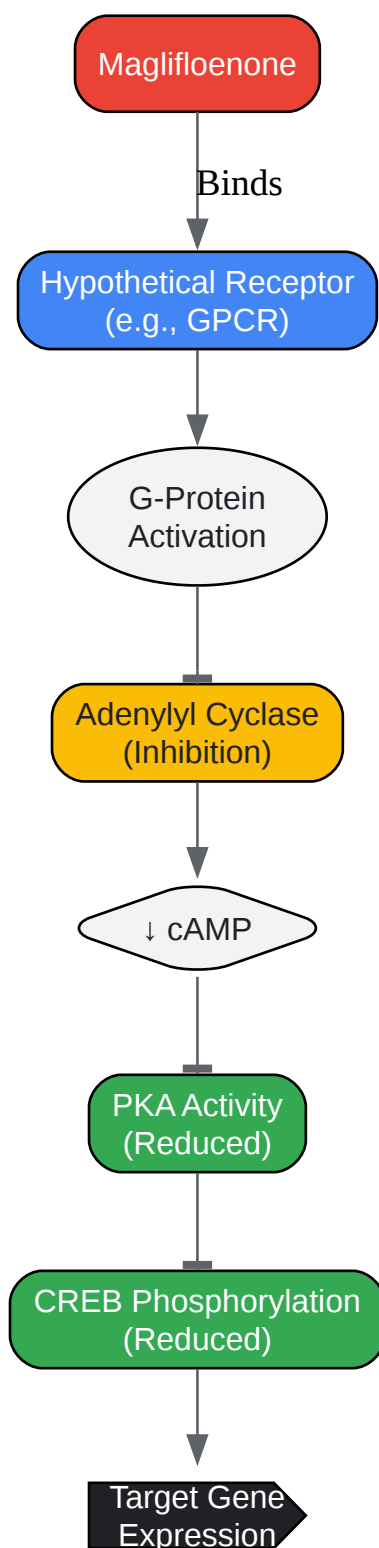 Maglifloenone
Binds
Hypothetical Receptor
(e.g., GPCR)
G-Protein
Activation
Adenylyl Cyclase
(Inhibition)
↓ cAMP
PKA Activity
(Reduced)
CREB Phosphorylation
(Reduced)
Target Gene
Expression